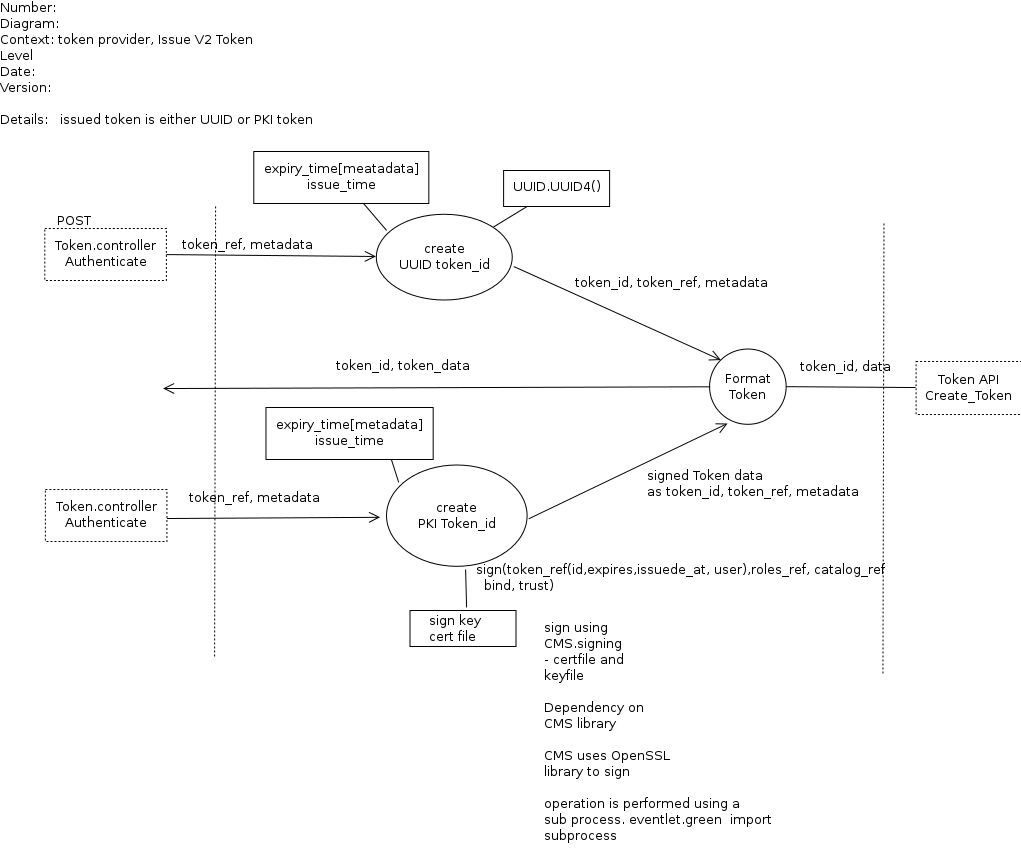 Number:
Diagram:
Context: token provider, Issue V2 Token
Level
Date:
Version:
Details:   issued token is either UUID or PKI token
expiry_time[meatadata]
issue_time
UUID.UUID4()
POST
Token.controller
Authenticate
token_ref, metadata
create
UUID token_id
token_id, token_ref, metadata
token_id, token_data
Format
Token
token_id, data
Token API
Create_Token
expiry_time[metadata]
issue_time
signed Token data
as token_id, token_ref, metadata
Token.controller
Authenticate
token_ref, metadata
create
PKI Token_id
sign(token_ref(id,expires,issuede_at, user),roles_ref, catalog_ref
bind, trust)
sign key
cert file
sign using
CMS.signing
- certfile and
keyfile
Dependency on
CMS library
CMS uses OpenSSL
library to sign
operation is performed using a
sub process. eventlet.green  import
subprocess